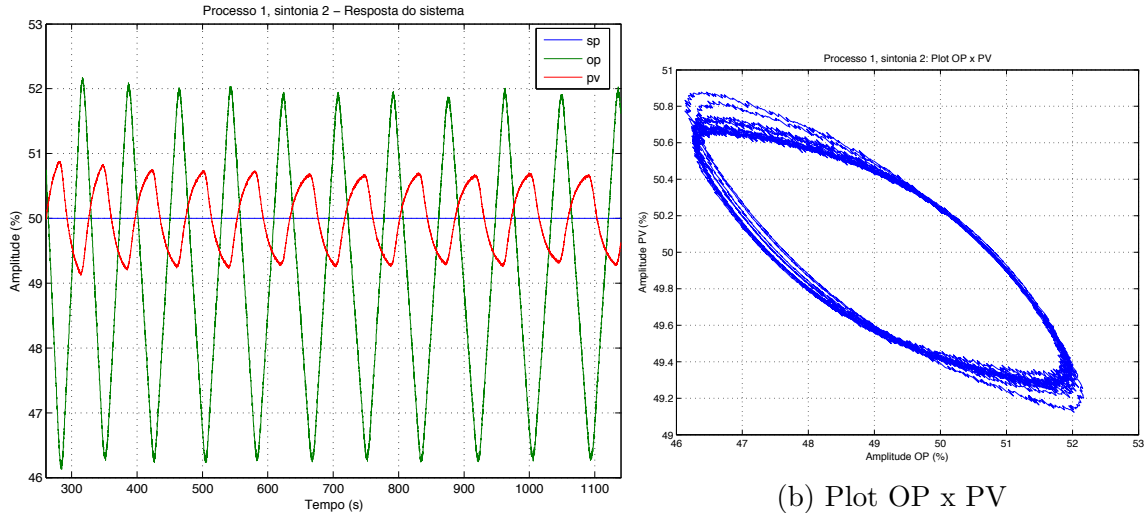 Processo 1, sintonia 2 − Resposta do sistema
53
52
51
50
49
48
47
46
Amplitude (%)
sp
op
pv
300 400 500 600 700 800 900 1000 1100
Tempo (s)
Processo 1, sintonia 2: Plot OP x PV
51
50.8
50.6
50.4
50.2
50
49.8
49.6
49.4
49.2
49
Amplitude PV (%)
46 47 48 49 50 51 52 53
Amplitude OP (%)
(b) Plot OP x PV